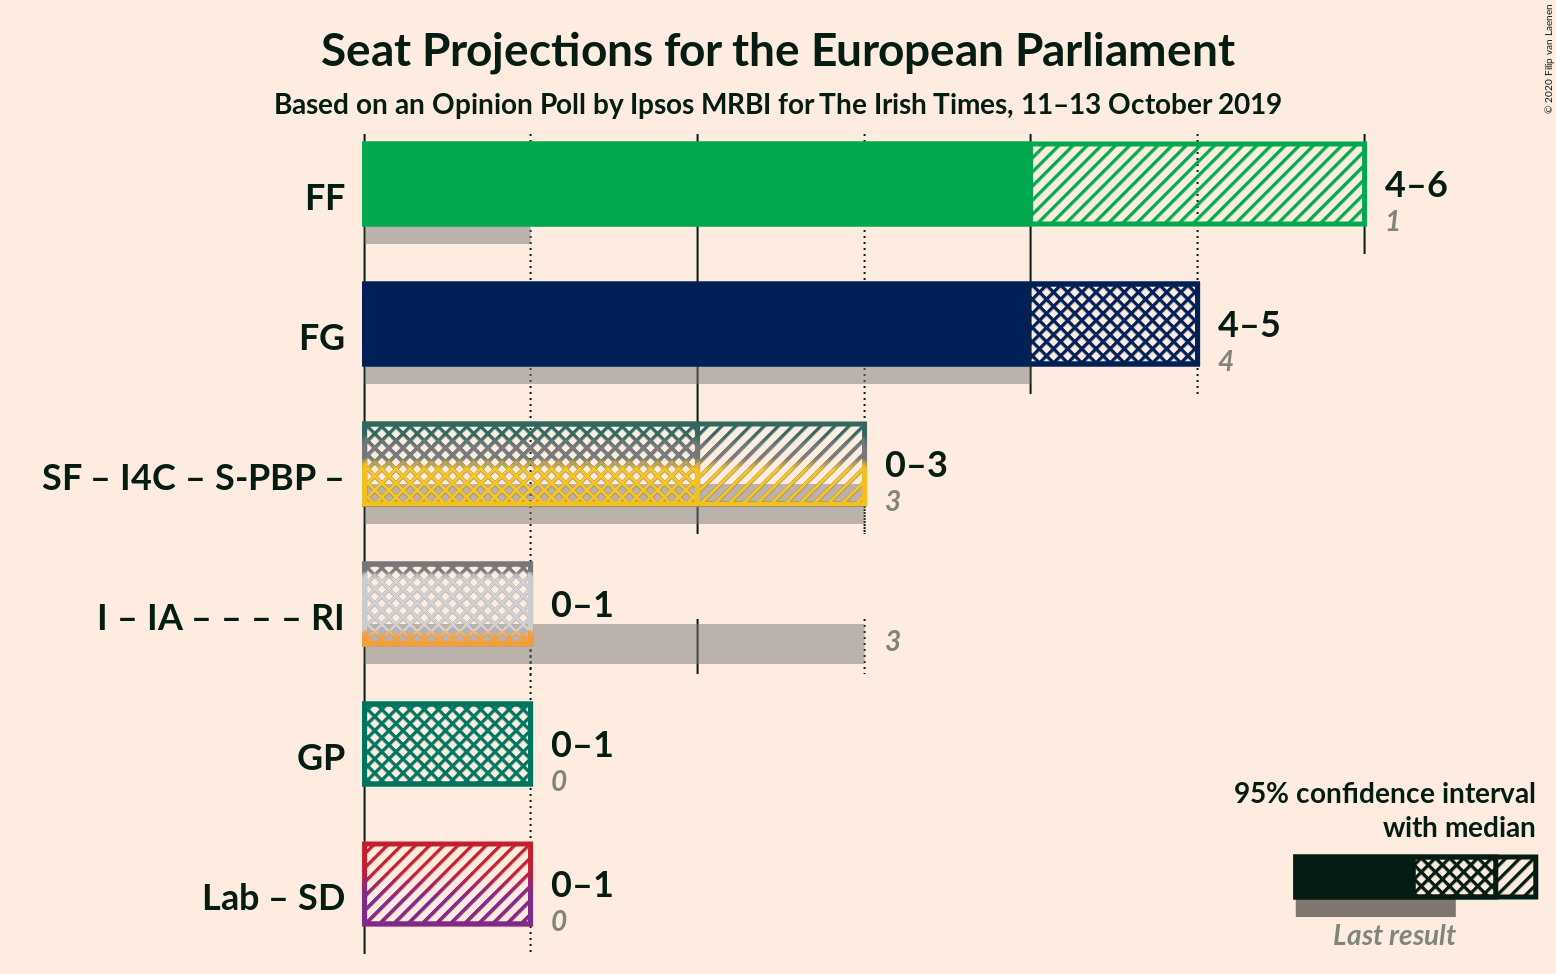 Seat Projections for the European Parliament
Based on an Opinion Poll by Ipsos MRBI for The Irish Times, 11–13 October 2019
© 2020 Filip van Laenen
FF
4–6
1
FG
4–5
4
SF – I4C – S-PBP –
0–3
3
I – IA – – – – RI
0–1
3
GP
0–1
0
Lab – SD
0–1
0
95% confidence interval
with median
Last result